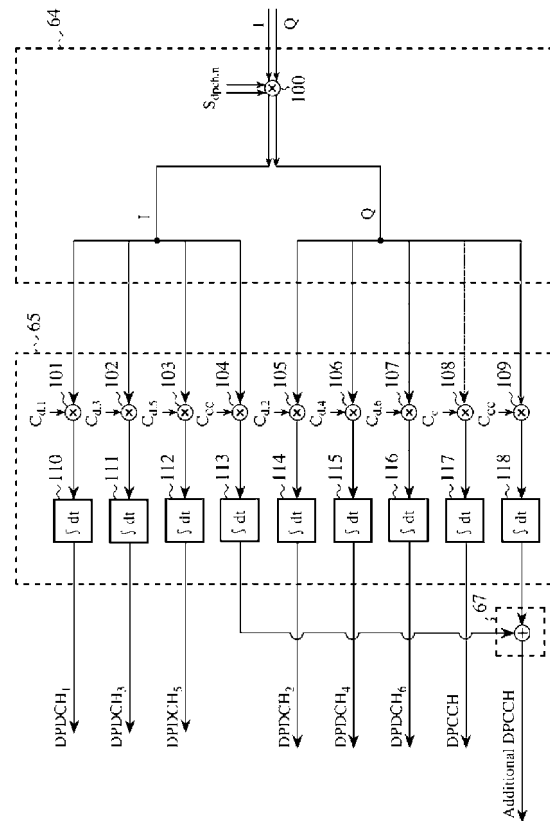 64
I
Q
S_dpch,n
100
I
Q
65
C_d,1
101
C_d,3
102
C_d,5
103
C_cc
104
C_d,2
105
C_d,4
106
C_d,6
107
C_c
108
C_cc
109
110
∫ dt
111
∫ dt
112
∫ dt
113
∫ dt
114
∫ dt
115
∫ dt
116
∫ dt
117
∫ dt
118
∫ dt
67
DPDCH₁
DPDCH₃
DPDCH₅
DPDCH₂
DPDCH₄
DPDCH₆
DPCCH
Additional DPCCH